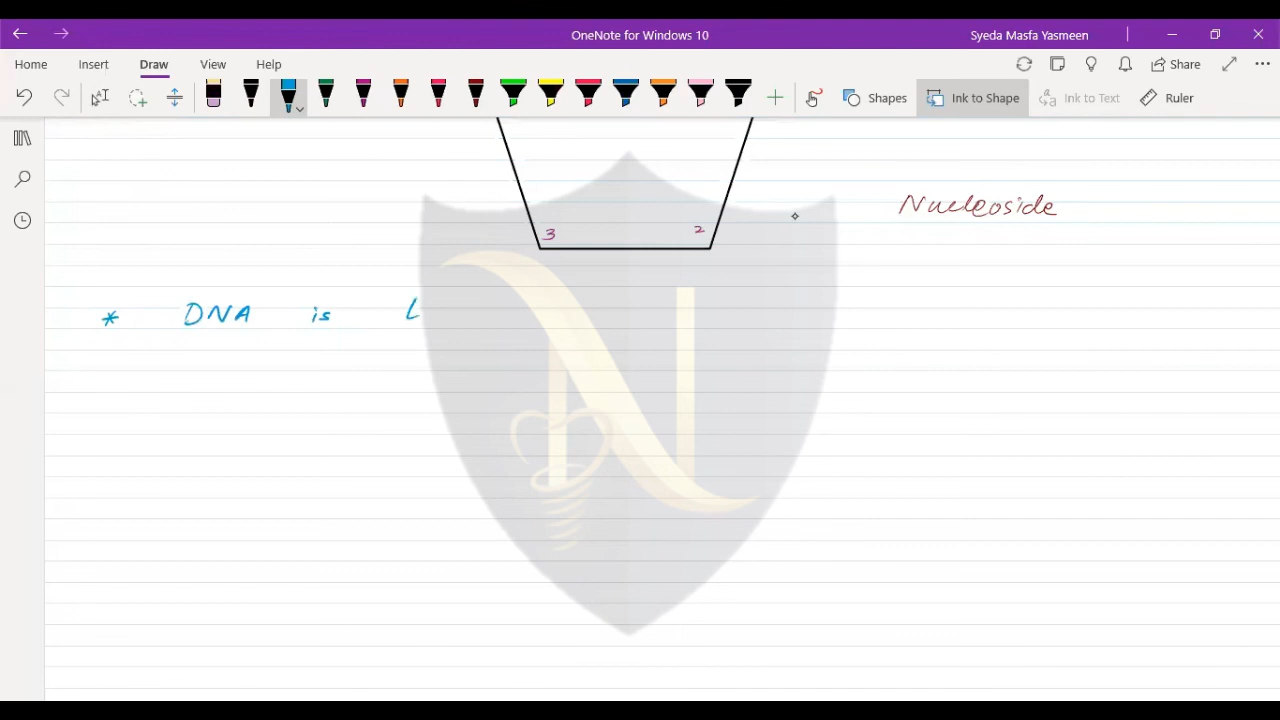 OneNote for Windows 10
Syeda Masfa Yasmeen
Home Insert Draw View Help
Share
Shapes Ink to Shape Ink to Text Ruler
Nucleoside
3 2
* DNA is L
N